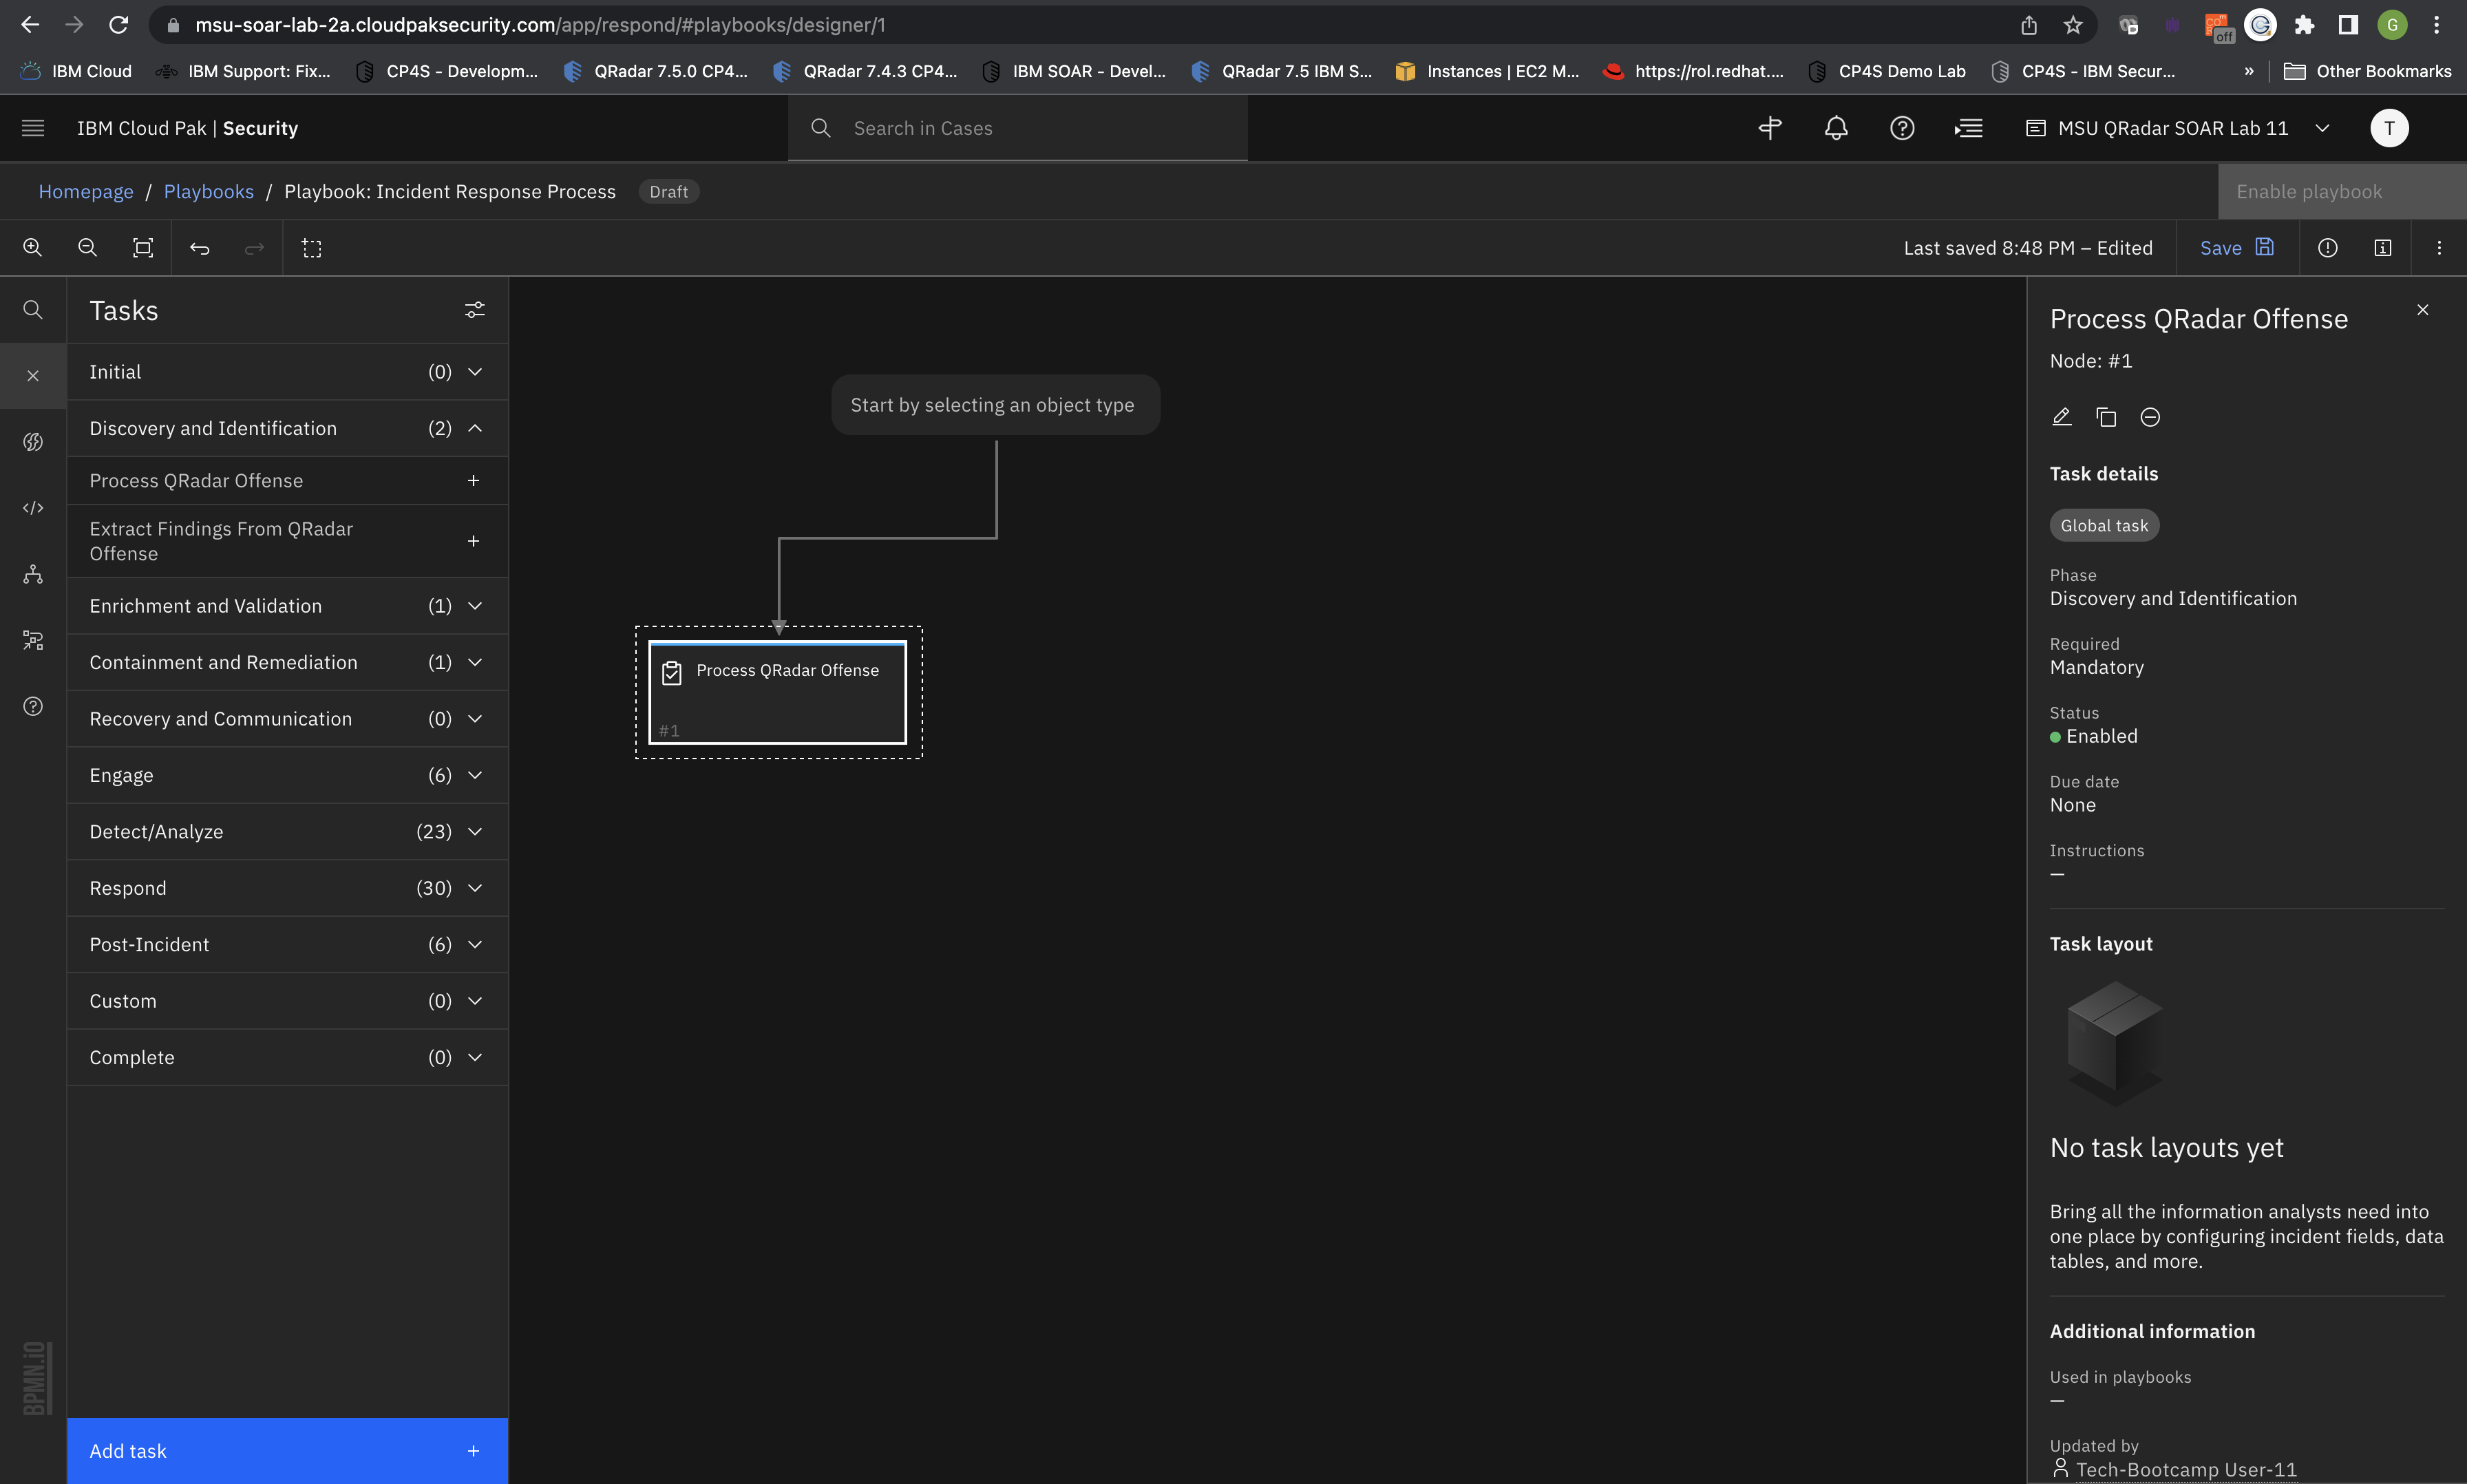 msu-soar-lab-2a.cloudpaksecurity.com/app/respond/#playbooks/designer/1
off
G
IBM Cloud
IBM Support: Fix...
CP4S - Developm...
QRadar 7.5.0 CP4...
QRadar 7.4.3 CP4...
IBM SOAR - Devel...
QRadar 7.5 IBM S...
Instances | EC2 M...
https://rol.redhat....
CP4S Demo Lab
CP4S - IBM Secur...
»
Other Bookmarks
IBM Cloud Pak | Security
Search in Cases
MSU QRadar SOAR Lab 11
T
Homepage / Playbooks / Playbook: Incident Response Process
Draft
Enable playbook
Last saved 8:48 PM – Edited
Save
Tasks
Initial (0)
Discovery and Identification (2)
Process QRadar Offense +
Extract Findings From QRadar
Offense +
Enrichment and Validation (1)
Containment and Remediation (1)
Recovery and Communication (0)
Engage (6)
Detect/Analyze (23)
Respond (30)
Post-Incident (6)
Custom (0)
Complete (0)
BPMN.iO
Add task +
Start by selecting an object type
Process QRadar Offense
#1
Process QRadar Offense
Node: #1
Task details
Global task
Phase
Discovery and Identification
Required
Mandatory
Status
Enabled
Due date
None
Instructions
—
Task layout
No task layouts yet
Bring all the information analysts need into
one place by configuring incident fields, data
tables, and more.
Additional information
Used in playbooks
—
Updated by
Tech-Bootcamp User-11